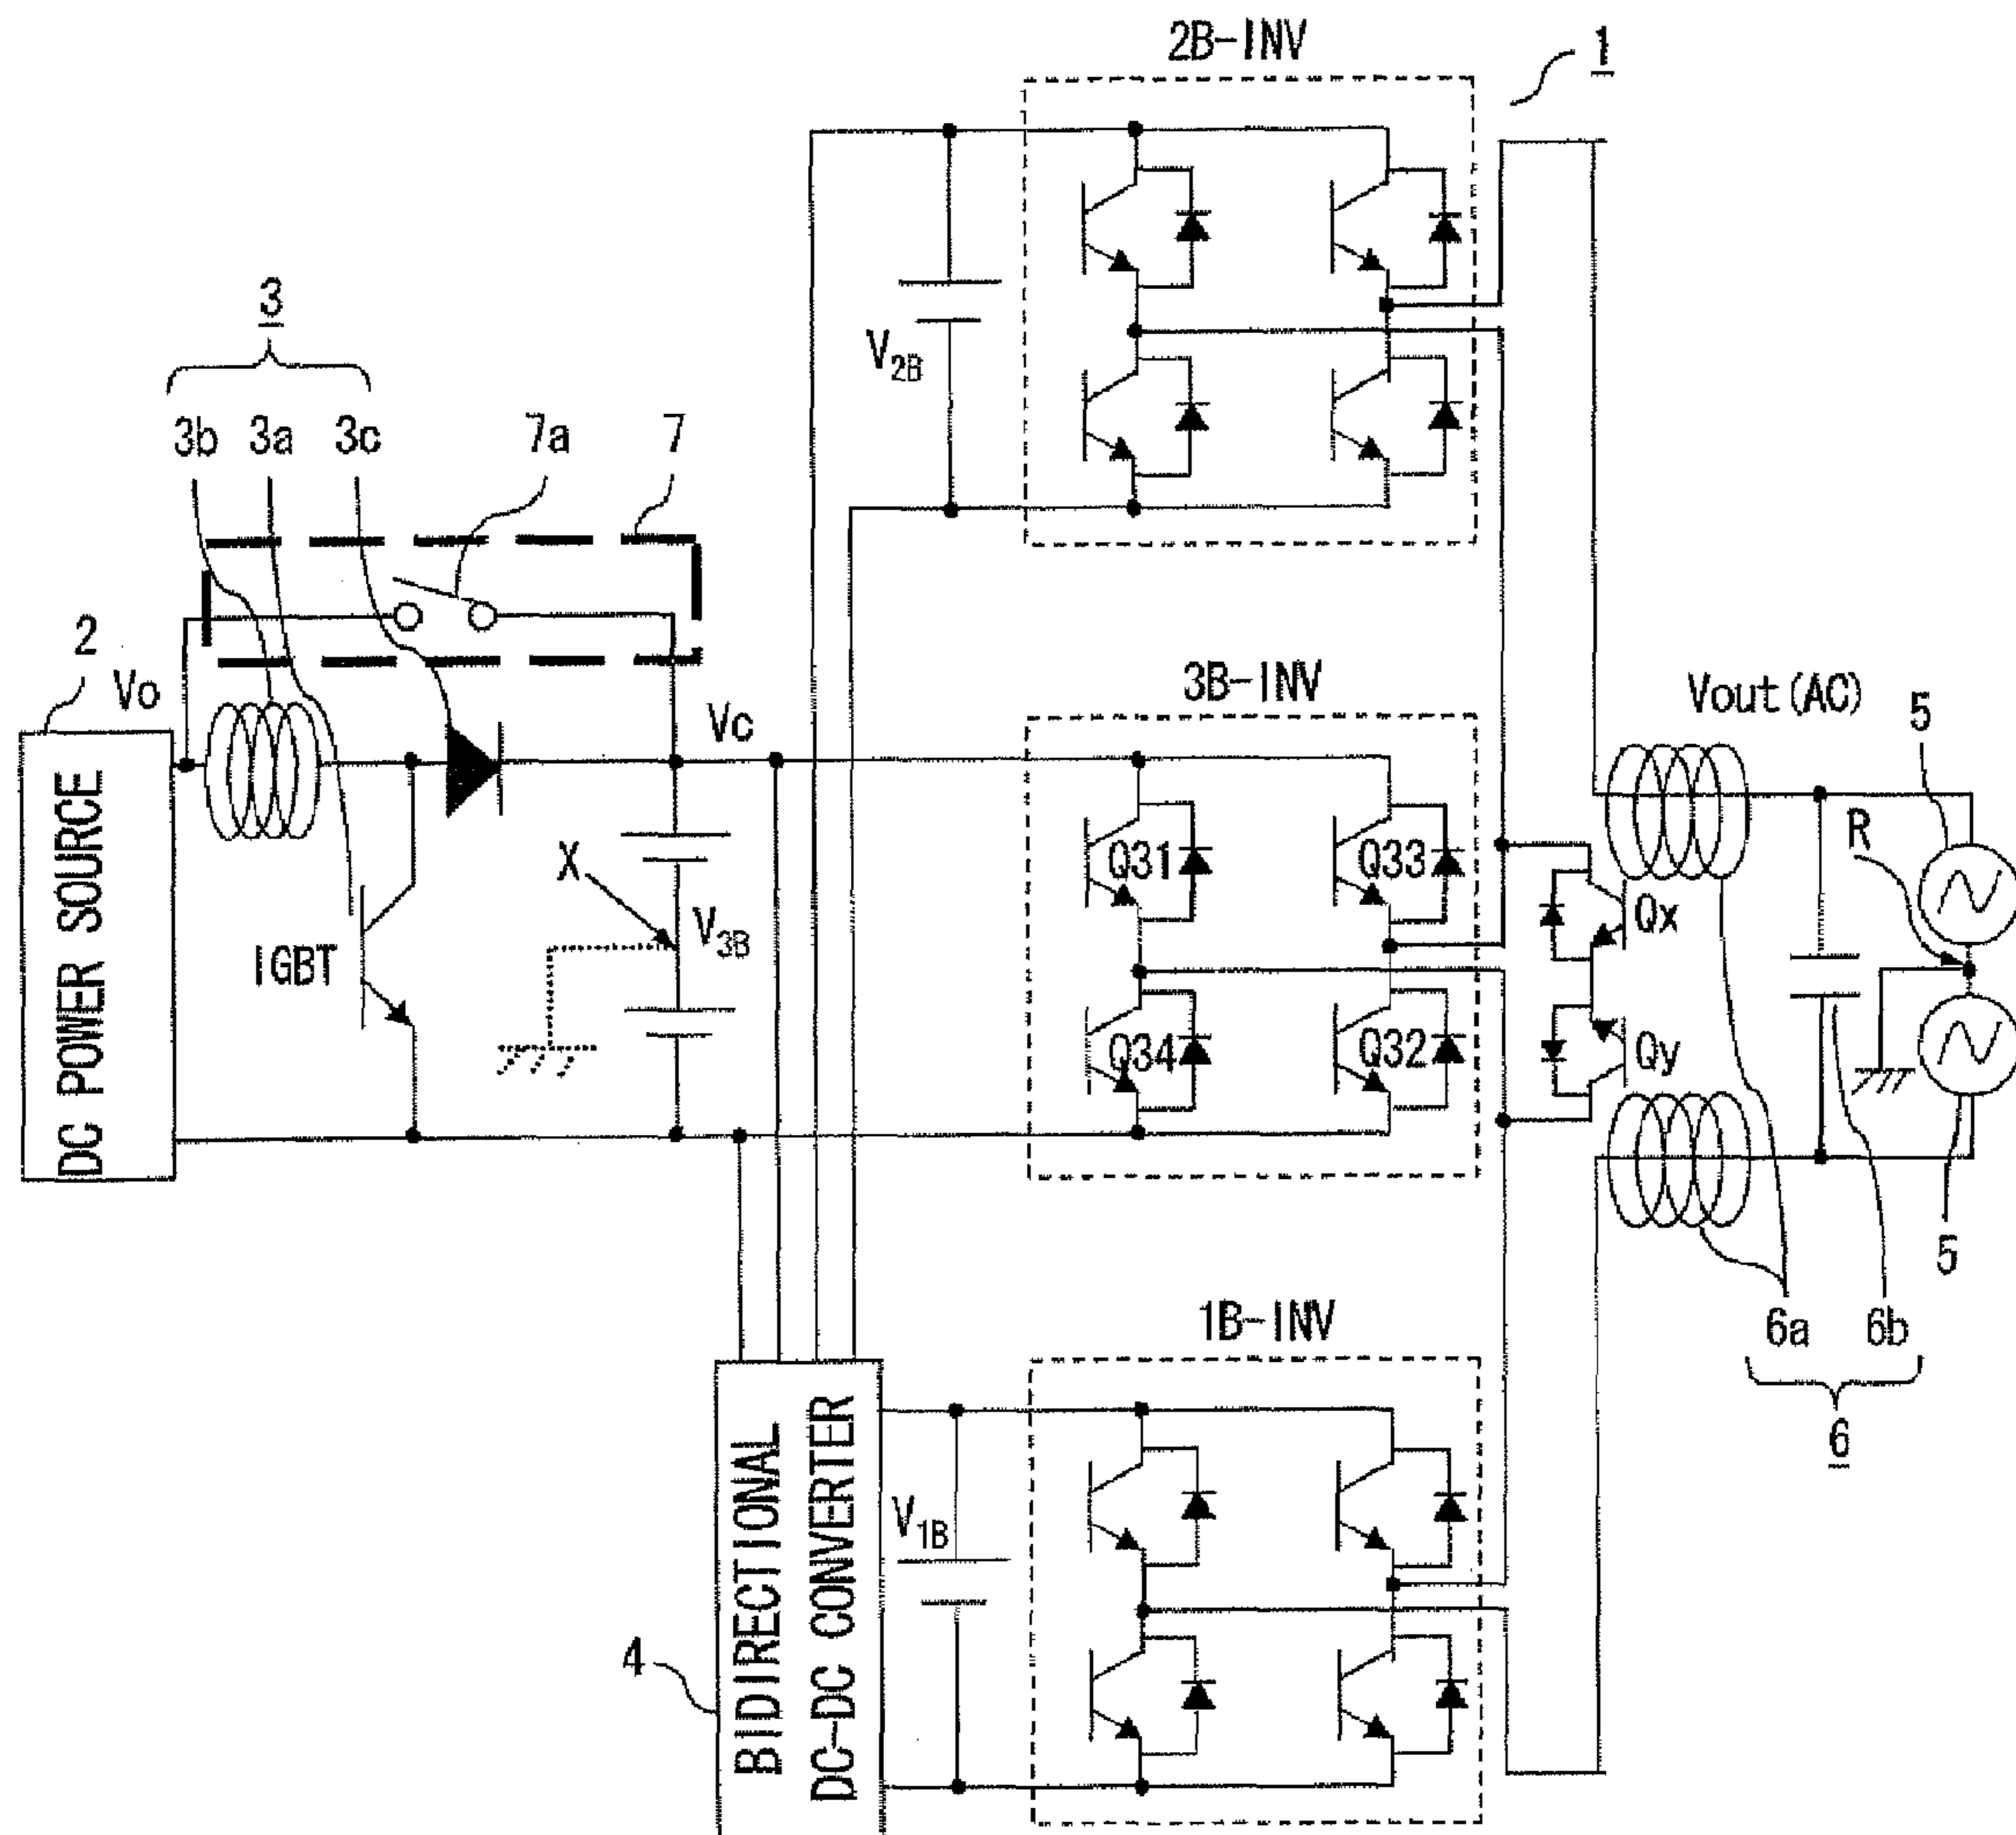 2B-INV
1
3
3b
3a
3c
7a
7
V2B
2
Vo
Vc
3B-INV
Vout(AC)
5
DC POWER SOURCE
X
V3B
IGBT
Q31
Q33
Q34
Q32
Qx
Qy
R
5
6a
6b
6
1B-INV
4
BIDIRECTIONAL
DC-DC CONVERTER
V1B